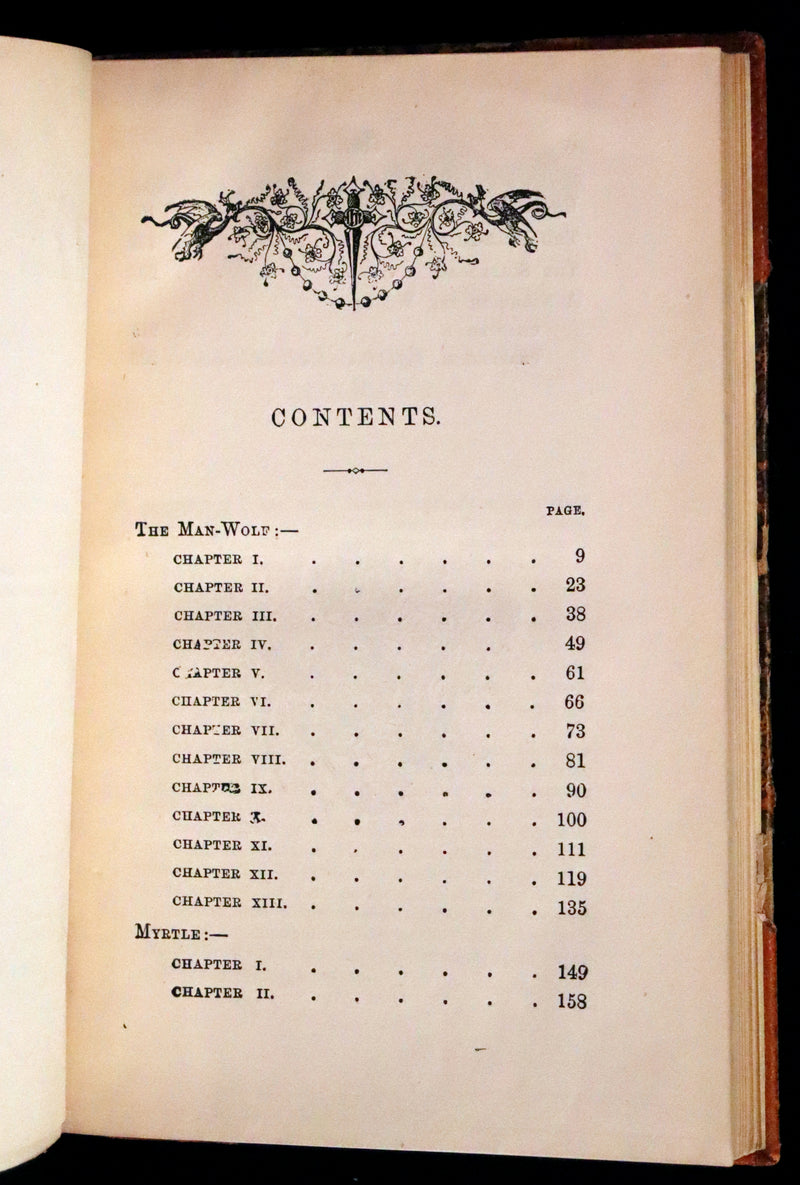 CONTENTS.
PAGE.
THE MAN-WOLF:—
CHAPTER I. . . . . . . 9
CHAPTER II. . . . . . . 23
CHAPTER III. . . . . . . 38
CHAPTER IV. . . . . . 49
CHAPTER V. . . . . . . 61
CHAPTER VI. . . . . . . 66
CHAPTER VII. . . . . . . 73
CHAPTER VIII. . . . . . . 81
CHAPTER IX. . . . . . . 90
CHAPTER X. . . . . . . 100
CHAPTER XI. . . . . . . 111
CHAPTER XII. . . . . . . 119
CHAPTER XIII. . . . . . . 135
MYRTLE:—
CHAPTER I. . . . . . . 149
CHAPTER II. . . . . . . 158